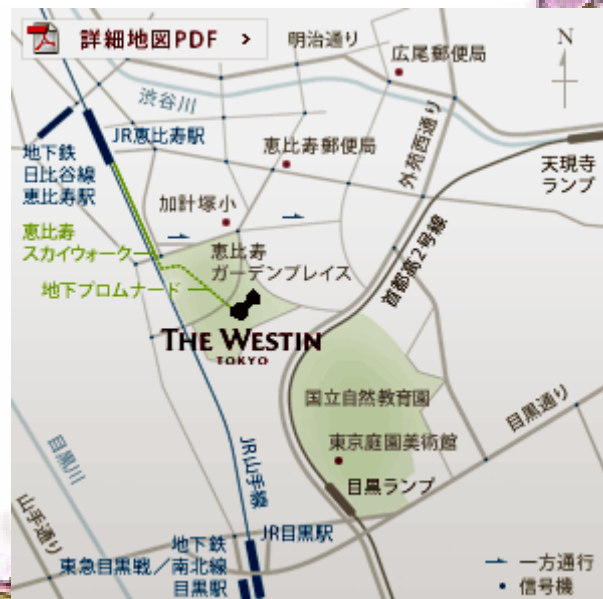 詳細地図PDF ›
明治通り
広尾郵便局
N
渋谷川
JR恵比寿駅
地下鉄
日比谷線
恵比寿駅
恵比寿郵便局
外苑西通り
天現寺
ランプ
加計塚小
恵比寿
スカイウォーク
恵比寿
ガーデンプレイス
地下プロムナード
首都高2号線
THE WESTIN
TOKYO
国立自然教育園
東京庭園美術館
目黒通り
目黒ランプ
目黒川
山手通り
JR山手線
JR目黒駅
地下鉄
東急目黒戦/南北線
目黒駅
一方通行
信号機